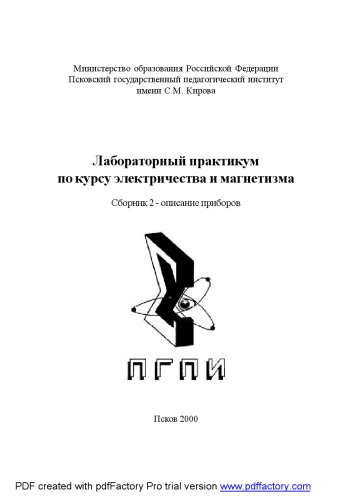 Министерство образования Российской Федерации
Псковский государственный педагогический институт
имени С.М. Кирова
Лабораторный практикум
по курсу электричества и магнетизма
Сборник 2 - описание приборов
ПГПИ
Псков 2000
PDF created with pdfFactory Pro trial version www.pdffactory.com